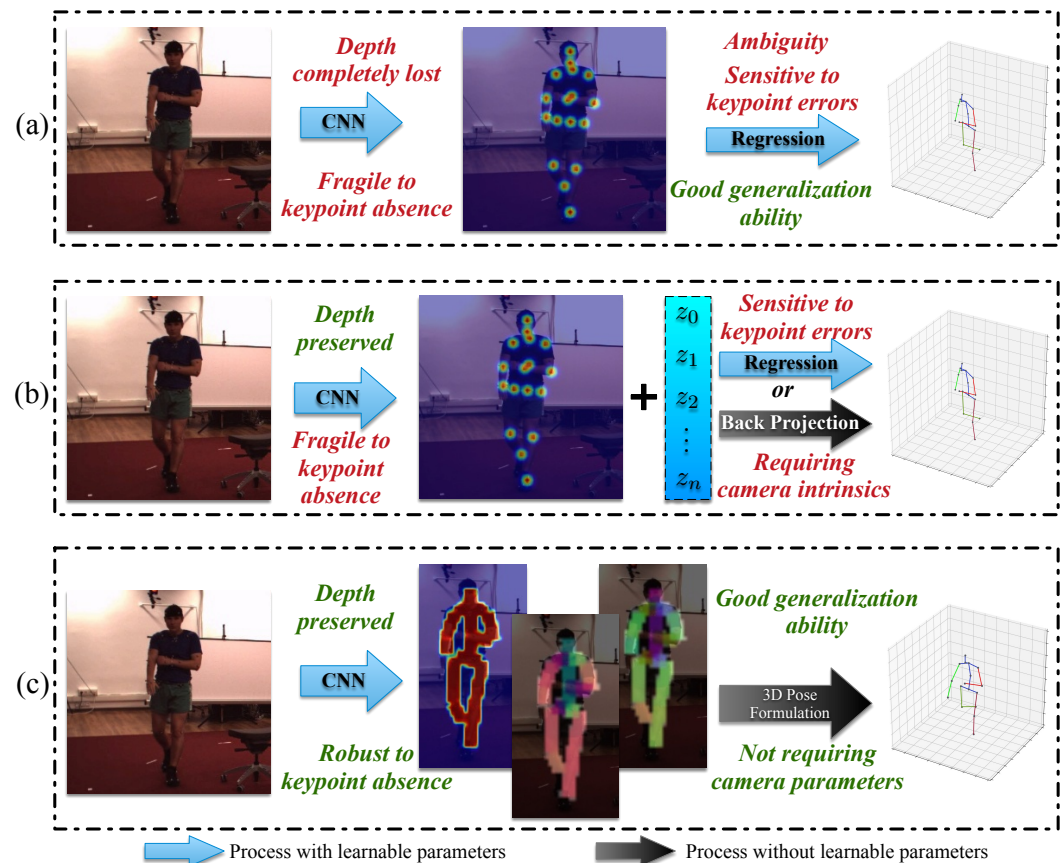 (a)
Depth
completely lost
CNN
Fragile to
keypoint absence
Ambiguity
Sensitive to
keypoint errors
Regression
Good generalization
ability
(b)
Depth
preserved
CNN
Fragile to
keypoint
absence
+
z0
z1
z2
⋮
zn
Sensitive to
keypoint errors
Regression
or
Back Projection
Requiring
camera intrinsics
(c)
Depth
preserved
CNN
Robust to
keypoint absence
Good generalization
ability
3D Pose
Formulation
Not requiring
camera parameters
Process with learnable parameters
Process without learnable parameters